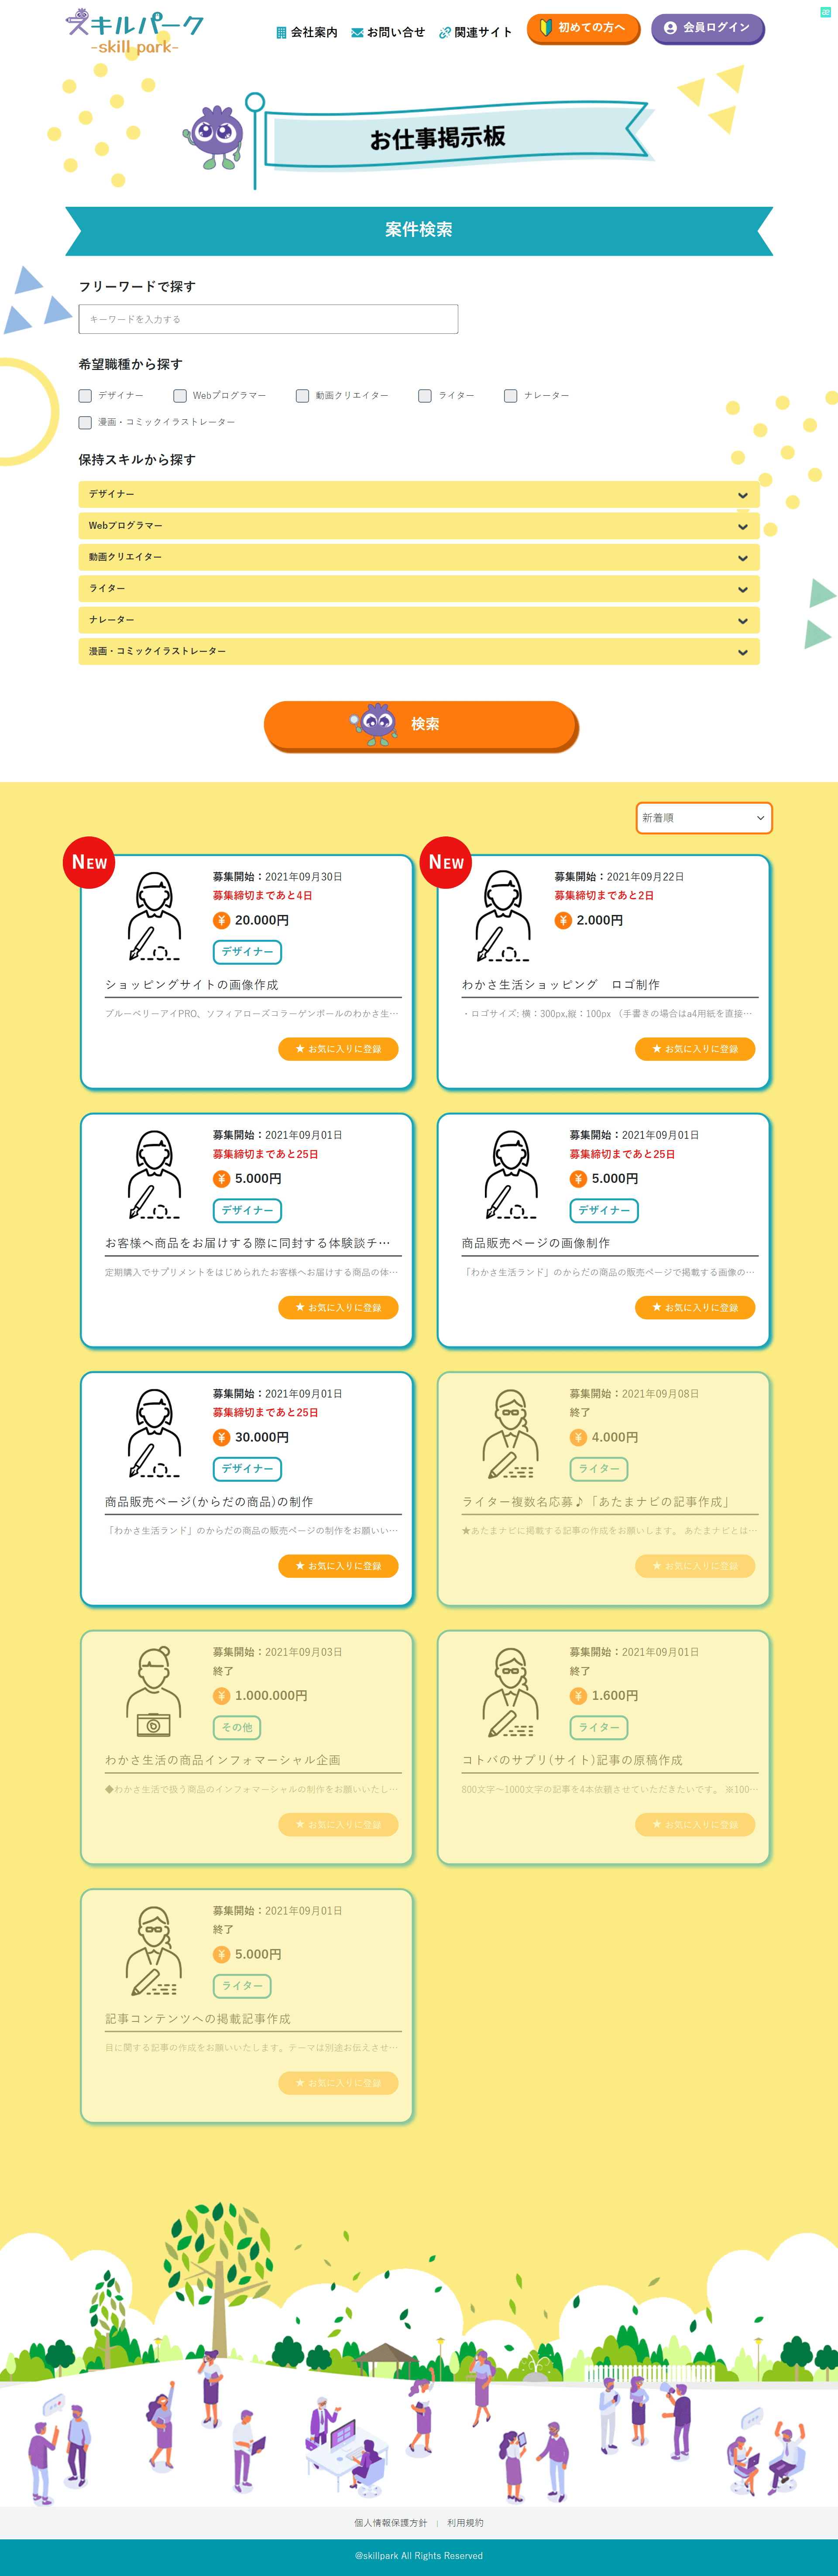 スキルパーク
-skill park-
会社案内
お問い合せ
関連サイト
初めての方へ
会員ログイン
お仕事掲示板
案件検索
フリーワードで探す
キーワードを入力する
希望職種から探す
デザイナー
Webプログラマー
動画クリエイター
ライター
ナレーター
漫画・コミックイラストレーター
保持スキルから探す
デザイナー
Webプログラマー
動画クリエイター
ライター
ナレーター
漫画・コミックイラストレーター
検索
新着順
NEW
募集開始：2021年09月30日
募集締切まであと4日
¥ 20.000円
デザイナー
ショッピングサイトの画像作成
ブルーベリーアイPRO、ソフィアローズコラーゲンボールのわかさ生…
★ お気に入りに登録
NEW
募集開始：2021年09月22日
募集締切まであと2日
¥ 2.000円
わかさ生活ショッピング　ロゴ制作
・ロゴサイズ: 横：300px,縦：100px （手書きの場合はa4用紙を直接…
★ お気に入りに登録
募集開始：2021年09月01日
募集締切まであと25日
¥ 5.000円
デザイナー
お客様へ商品をお届けする際に同封する体験談チ…
定期購入でサプリメントをはじめられたお客様へお届けする商品の体…
★ お気に入りに登録
募集開始：2021年09月01日
募集締切まであと25日
¥ 5.000円
デザイナー
商品販売ページの画像制作
「わかさ生活ランド」のからだの商品の販売ページで掲載する画像の…
★ お気に入りに登録
募集開始：2021年09月01日
募集締切まであと25日
¥ 30.000円
デザイナー
商品販売ページ(からだの商品)の制作
「わかさ生活ランド」のからだの商品の販売ページの制作をお願いい…
★ お気に入りに登録
募集開始：2021年09月08日
終了
¥ 4.000円
ライター
ライター複数名応募♪「あたまナビの記事作成」
★あたまナビに掲載する記事の作成をお願いします。 あたまナビとは…
★ お気に入りに登録
募集開始：2021年09月03日
終了
¥ 1.000.000円
その他
わかさ生活の商品インフォマーシャル企画
◆わかさ生活で扱う商品のインフォマーシャルの制作をお願いいたし…
★ お気に入りに登録
募集開始：2021年09月01日
終了
¥ 1.600円
ライター
コトバのサプリ(サイト)記事の原稿作成
800文字〜1000文字の記事を4本依頼させていただきたいです。 ※100…
★ お気に入りに登録
募集開始：2021年09月01日
終了
¥ 5.000円
ライター
記事コンテンツへの掲載記事作成
目に関する記事の作成をお願いいたします。テーマは別途お伝えさせ…
★ お気に入りに登録
個人情報保護方針 | 利用規約
@skillpark All Rights Reserved